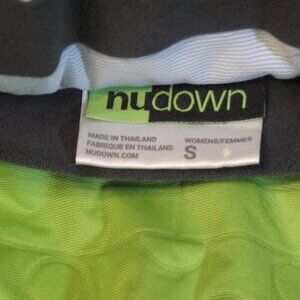 nudown
MADE IN THAILAND
FABRIQUE EN THAILAND
NUDOWN.COM
WOMENS/FEMMES
S